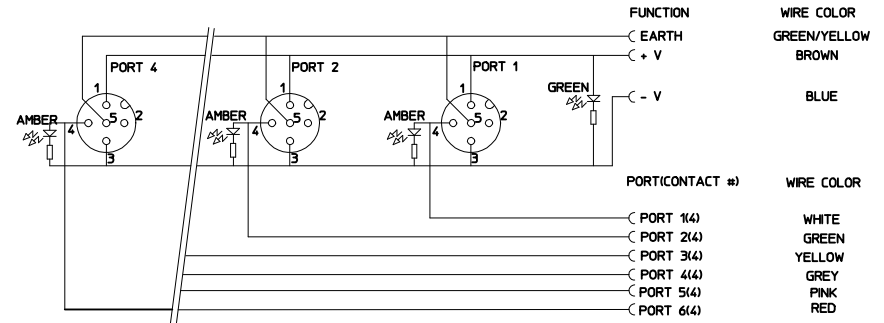 FUNCTION WIRE COLOR
EARTH GREEN/YELLOW
+ V BROWN
PORT 4 PORT 2 PORT 1
GREEN
- V BLUE
1 1 1
AMBER 4 5 2 AMBER 4 5 2 AMBER 4 5 2
3 3 3
PORT(CONTACT #) WIRE COLOR
PORT 1(4) WHITE
PORT 2(4) GREEN
PORT 3(4) YELLOW
PORT 4(4) GREY
PORT 5(4) PINK
PORT 6(4) RED